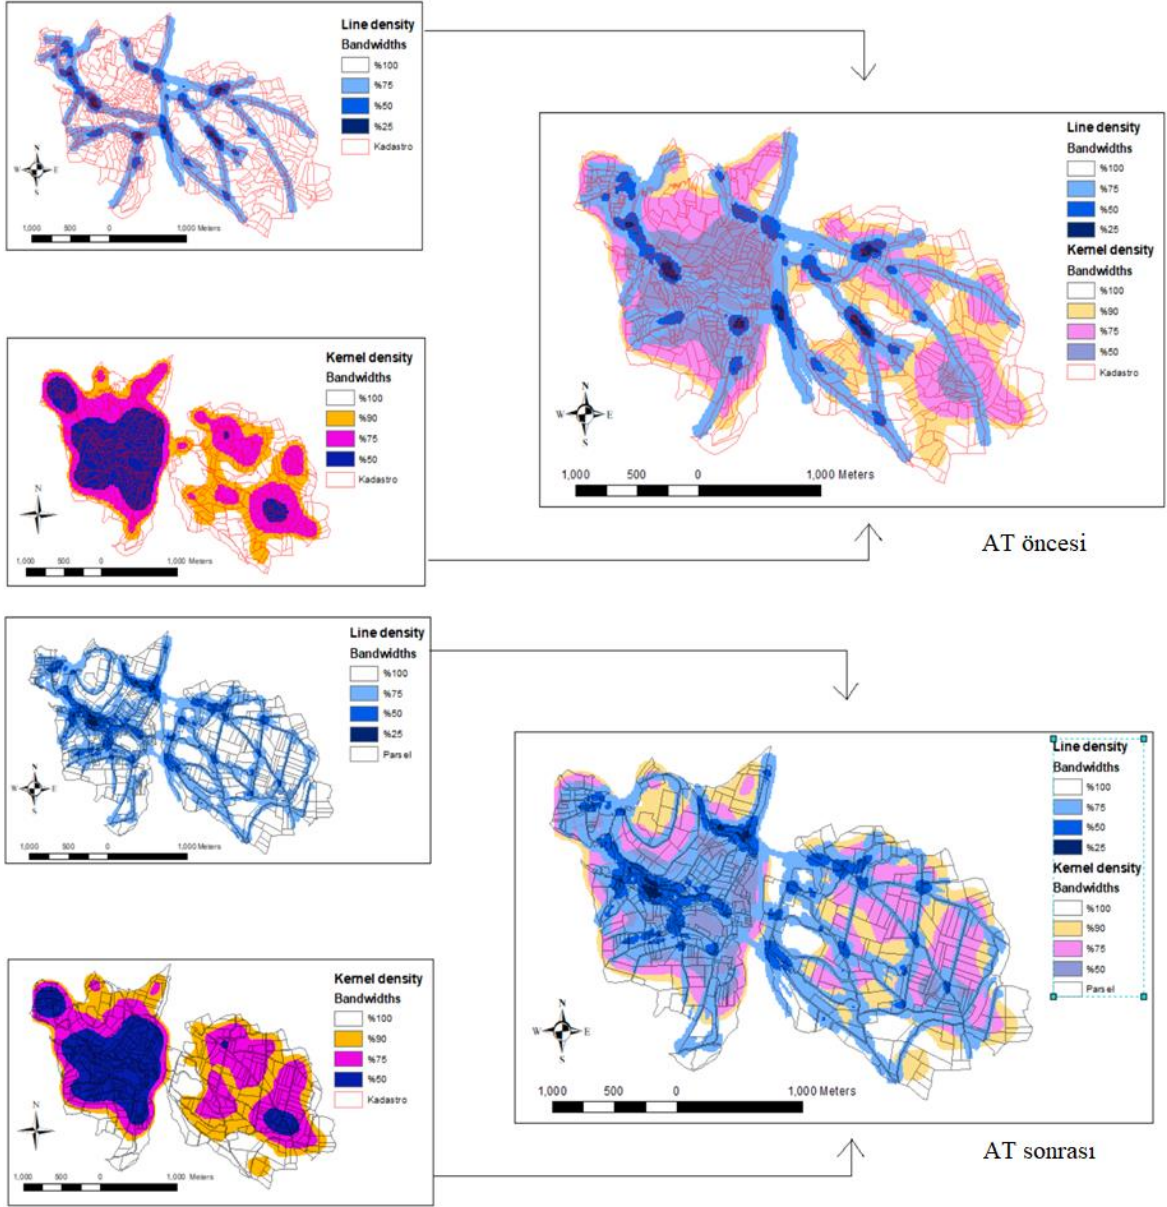 Line density
Bandwidths
%100
%75
%50
%25
Kadastro
N
W E
S
1,000 500 0 1,000 Meters
Line density
Bandwidths
%100
%75
%50
%25
Kernel density
Bandwidths
%100
%90
%75
%50
Kadastro
N
W E
S
1,000 500 0 1,000 Meters
Kernel density
Bandwidths
%100
%90
%75
%50
Kadastro
N
1,000 500 0 1,000 Meters
AT öncesi
Line density
Bandwidths
%100
%75
%50
%25
Parsel
N
W E
S
1,000 500 0 1,000 Meters
Line density
Bandwidths
%100
%75
%50
%25
Kernel density
Bandwidths
%100
%90
%75
%50
Parsel
N
W E
S
1,000 500 0 1,000 Meters
Kernel density
Bandwidths
%100
%90
%75
%50
Kadastro
N
1,000 500 0 1,000 Meters
AT sonrası